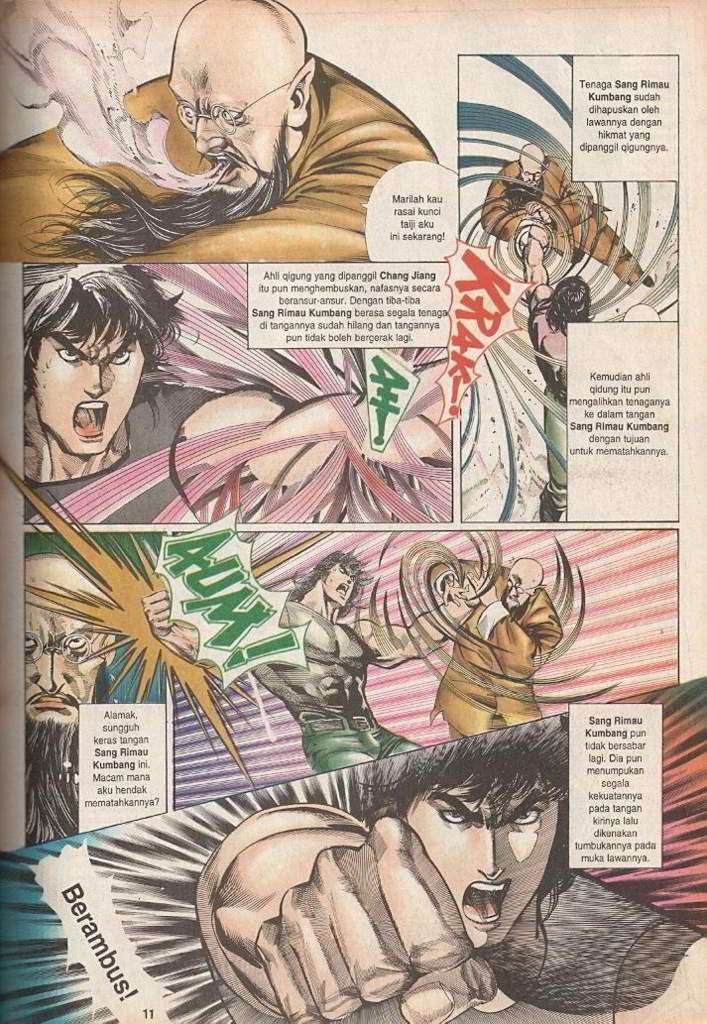 Marilah kau
rasai kunci
taiji aku
ini sekarang!
Tenaga Sang Rimau
Kumbang sudah
dihapuskan oleh
lawannya dengan
hikmat yang
dipanggil qigungnya.
Ahli qigung yang dipanggil Chang Jiang
itu pun menghembuskan, nafasnya secara
beransur-ansur. Dengan tiba-tiba
Sang Rimau Kumbang berasa segala tenaga
di tangannya sudah hilang dan tangannya
pun tidak boleh bergerak lagi.
KRAK–!
AH–!
Kemudian ahli
qidung itu pun
mengalihkan tenaganya
ke dalam tangan
Sang Rimau Kumbang
dengan tujuan
untuk mematahkannya.
AUM!
Alamak,
sungguh
keras tangan
Sang Rimau
Kumbang ini.
Macam mana
aku hendak
mematahkannya?
Sang Rimau
Kumbang pun
tidak bersabar
lagi. Dia pun
menumpukan
segala
kekuatannya
pada tangan
kirinya lalu
dikenakan
tumbukannya pada
muka lawannya.
Berambus!
11